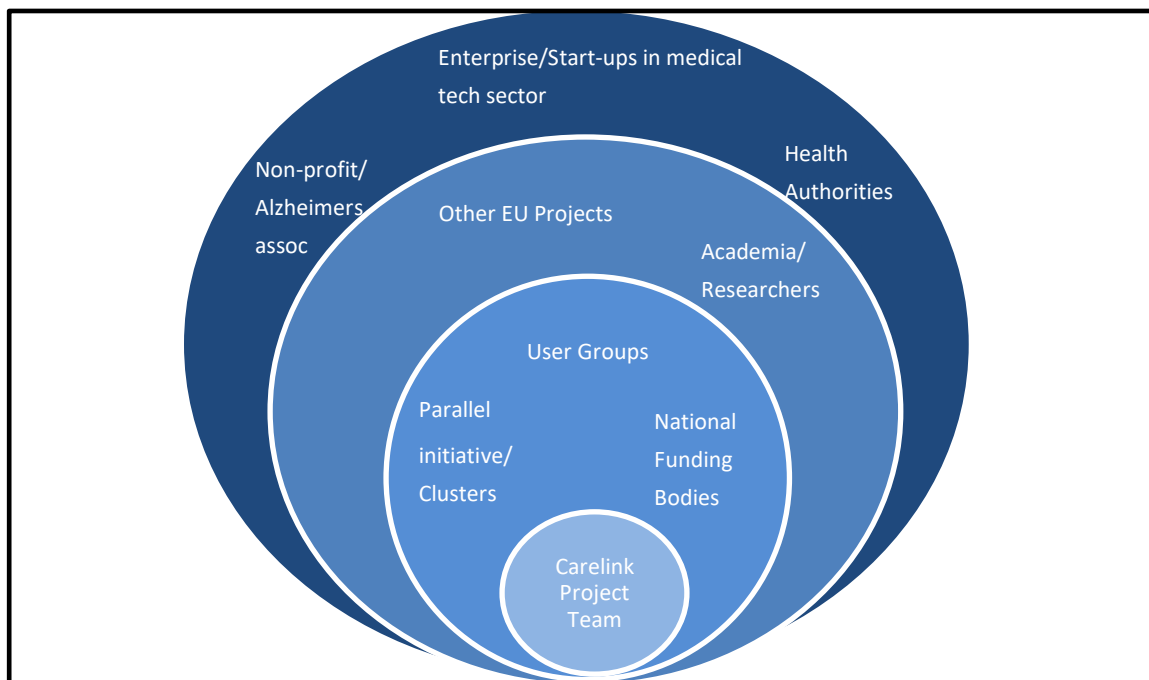 Enterprise/Start-ups in medical
tech sector
Health
Authorities
Non-profit/
Alzheimers
assoc
Other EU Projects
Academia/
Researchers
User Groups
Parallel
initiative/
Clusters
National
Funding
Bodies
Carelink
Project
Team